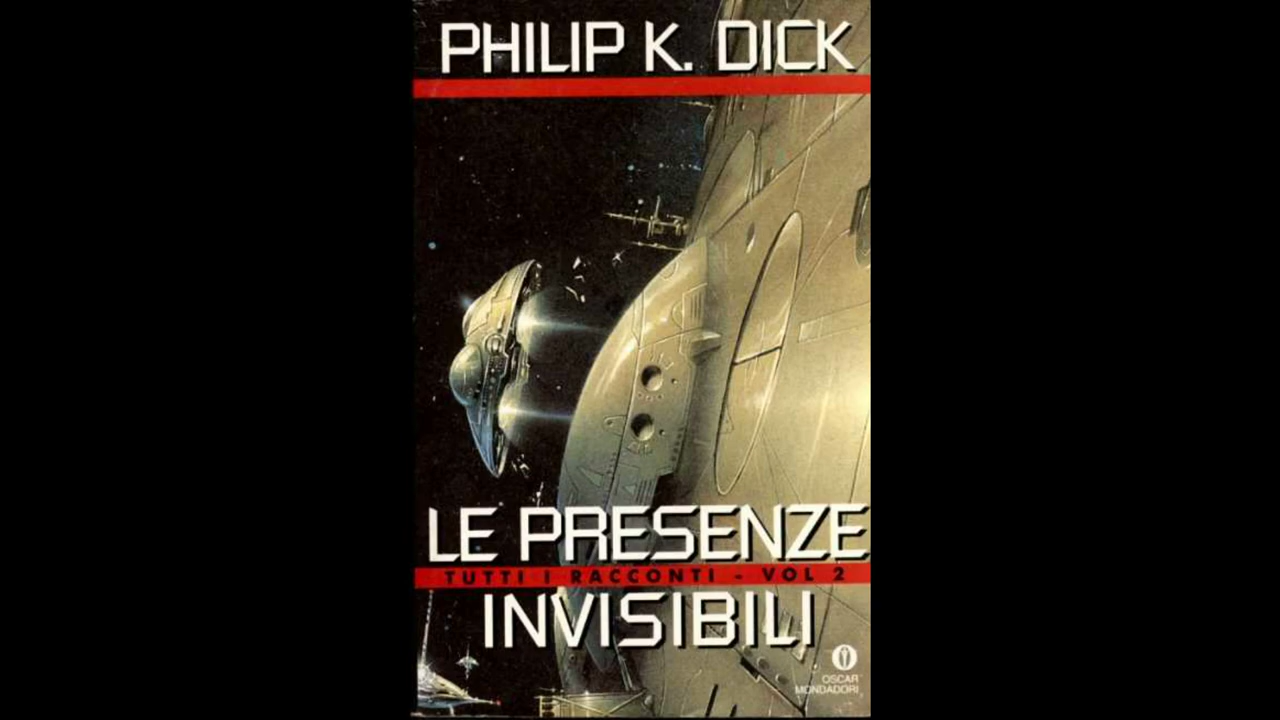 PHILIP K. DICK
LE PRESENZE
TUTTI I RACCONTI - VOL 2
INVISIBILI
OSCAR
MONDADORI